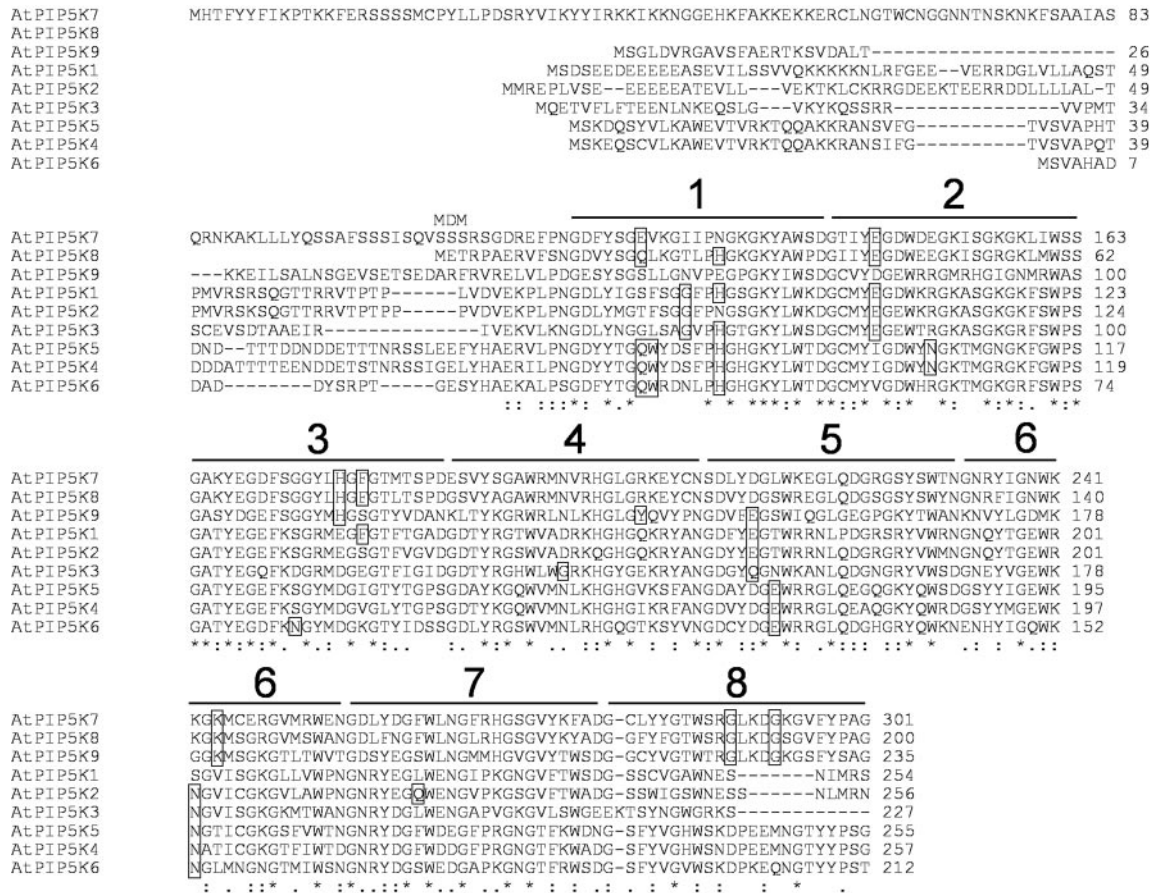 AtPIP5K7 MHTFYYFIKPTKKFERSSSSMCPYLLPDSRYVIKYYIRKKIKKNGGEHKFAKKEKKERCLNGTWCNGGNNTNSKNKFSAAIAS 83
AtPIP5K8
AtPIP5K9 MSGLDVRGAVSFAERTKSVDALT---------------------- 26
AtPIP5K1 MSDSEEDEEEEEASEVILSSVVQKKKKKNLRFGEE--VERRDGLVLLAQST 49
AtPIP5K2 MMREPLVSE--EEEEEATEVLL---VEKTKLCKRRGDEEKTEERRDDLLLLAL-T 49
AtPIP5K3 MQETVFLFTEENLNKEQSLG---VKYKQSSRR---------------VVPMT 34
AtPIP5K5 MSKDQSYVLKAWEVTVRKTQQAKKRANSVFG----------TVSVAPHT 39
AtPIP5K4 MSKEQSCVLKAWEVTVRKTQQAKKRANSIFG----------TVSVAPQT 39
AtPIP5K6 MSVAHAD 7
1 2
MDM
AtPIP5K7 QRNKAKLLLYQSSAFSSSISQVSSSRSGDREFPNGDFYSGEVKGIIPNGKGKYAWSDGTIYEGDWDEGKISGKGKLIWSS 163
AtPIP5K8 METRPAERVFSNGDVYSGQLKGTLPHGKGKYAWPDGIIYEGDWEEGKISGRGKLMWSS 62
AtPIP5K9 ---KKEILSALNSGEVSETSEDARFRVRELVLPDGESYSGSLLGNVPEGPGKYIWSDGCVYDGEWRRGMRHGIGNMRWAS 100
AtPIP5K1 PMVRSRSQGTTRRVTPTP------LVDVEKPLPNGDLYIGSFSGGFPHGSGKYLWKDGCMYEGDWKRGKASGKGKFSWPS 123
AtPIP5K2 PMVRSKSQGTTRRVTPTPP-----PVDVEKPLPNGDLYMGTFSGGFPNGSGKYLWKDGCMYEGEWKRGKASGKGKFSWPS 124
AtPIP5K3 SCEVSDTAAEIR------------IVEKVLKNGDLYNGGLSAGVPHGTGKYLWSDGCMYEGEWTRGKASGKGRFSWPS 100
AtPIP5K5 DND--TTTDDNDDETTTNRSSLEEFYHAERVLPNGDYYTGQWYDSFPHGHGKYLWTDGCMYIGDWYNGKTMGNGKFGWPS 117
AtPIP5K4 DDDATTTTEENDDETSTNRSSIGELYHAERILPNGDYYTGQWYDSFPHGHGKYLWTDGCMYIGDWYNGKTMGRGKFGWPS 119
AtPIP5K6 DAD--------DYSRPT-----GESYHAEKALPSGDFYTGQWRDNLPHGHGKYLWTDGCMYVGDWHRGKTMGKGRFSWPS 74
:: :::* *.* *.* *** *.** :* *:* .* * *: *.*
3 4 5 6
AtPIP5K7 GAKYEGDFSGGYLHGFGTMTSPDESVYSGAWRMNVRHGLGRKEYCNSDLYDGLWKEGLQDGRGSYSWTNGNRYIGNWK 241
AtPIP5K8 GAKYEGDFSGGYLHGFGTLTSPDGSVYAGAWRMNVRHGLGRKEYCNSDVYDGSWREGLQDGSGSYSWYNGNRFIGNWK 140
AtPIP5K9 GASYDGEFSGGYMHGSGTYVDANKLTYKGRWRLNLKHGLGYQVYPNGDVFEGSWIQGLGEGPGKYTWANKNVYLGDMK 178
AtPIP5K1 GATYEGEFKSGRMEGFGTFTGADGDTYRGTWVADRKHGHGQKRYANGDFYEGTWRRNLPDGRSRYVWRNGNQYTGEWR 201
AtPIP5K2 GATYEGEFKSGRMEGSGTFVGVDGDTYRGSWVADRKQGHGQKRYANGDYYEGTWRRNLQDGRGRYVWMNGNQYTGEWR 201
AtPIP5K3 GATYEGQFKDGRMDGEGTFIGIDGDTYRGHWLWGRKHGYGEKRYANGDGYQGNWKANLQDGNGRYVWSDGNEYVGEWK 178
AtPIP5K5 GATYEGEFKSGYMDGIGTYTGPSGDAYKGQWVMNLKHGHGVKSFANGDAYDGEWRRGLQEGQGKYQWSDGSYYIGEWK 195
AtPIP5K4 GATYEGEFKSGYMDGVGLYTGPSGDTYKGQWVMNLKHGHGIKRFANGDVYDGEWRRGLQEAQGKYQWRDGSYYMGEWK 197
AtPIP5K6 GATYEGDFKNGYMDGKGTYIDSSGDLYRGSWVMNLRHGQGTKSYVNGDCYDGEWRRGLQDGHGRYQWKNENHYIGQWK 152
**:*:*:*..* :.* * .. * * * . ::* * : : *.* ::* * .* :. . * * : . : *: :
6 7 8
AtPIP5K7 KGKMCERGVMRWENGDLYDGFWLNGFRHGSGVYKFADG-CLYYGTWSRGLKDGKGVFYPAG 301
AtPIP5K8 KGKMSGRGVMSWANGDLFNGFWLNGLRHGSGVYKYADG-GFYFGTWSRGLKDGSGVFYPAG 200
AtPIP5K9 GGKMSGKGTLTWVTGDSYEGSWLNGMMHGVGVYTWSDG-GCYVGTWTRGLKDGKGSFYSAG 235
AtPIP5K1 SGVISGKGLLVWPNGNRYEGLWENGIPKGNGVFTWSDG-SSCVGAWNES------NIMRS 254
AtPIP5K2 NGVICGKGVLAWPNGNRYEGQWENGVPKGSGVFTWADG-SSWIGSWNESS-----NLMRN 256
AtPIP5K3 NGVISGKGKMTWANGNRYDGLWENGAPVGKGVLSWGEEKTSYNGWGRKS----------- 227
AtPIP5K5 NGTICGKGSFVWTNGNRYDGFWDEGFPRGNGTFKWDNG-SFYVGHWSKDPEEMNGTYYPSG 255
AtPIP5K4 NATICGKGTFIWTDGNRYDGFWDDGFPRGNGTFKWADG-SFYVGHWSNDPEEMNGTYYPSG 257
AtPIP5K6 NGLMNGNGTMIWSNGNRYDGSWEDGAPKGNGTFRWSDG-SFYVGVWSKDPKEQNGTYYPST 212
. : .::* : * .*: : * * :* * *. : : * . : * .